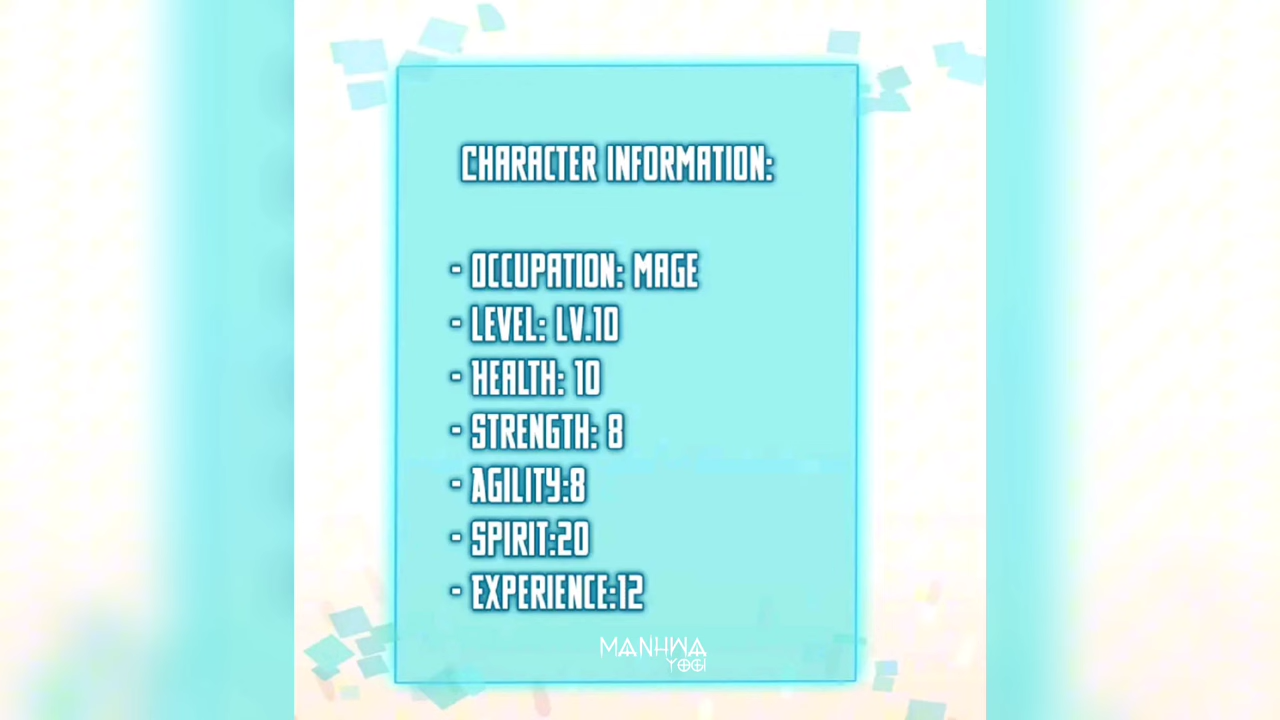 CHARACTER INFORMATION:
- OCCUPATION: MAGE
- LEVEL: LV.10
- HEALTH: 10
- STRENGTH: 8
- AGILITY:8
- SPIRIT:20
- EXPERIENCE:12
MANHWA
YOGI